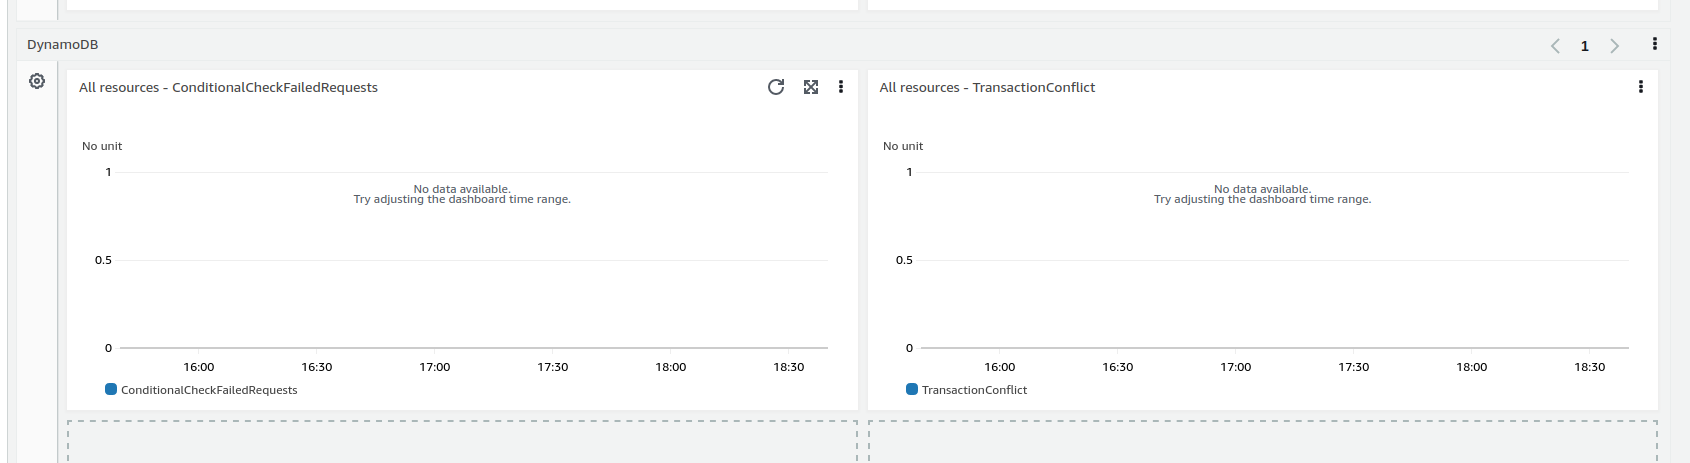 DynamoDB
1
All resources - ConditionalCheckFailedRequests
No unit
1
No data available.
Try adjusting the dashboard time range.
0.5
0
16:00 16:30 17:00 17:30 18:00 18:30
ConditionalCheckFailedRequests
All resources - TransactionConflict
No unit
1
No data available.
Try adjusting the dashboard time range.
0.5
0
16:00 16:30 17:00 17:30 18:00 18:30
TransactionConflict